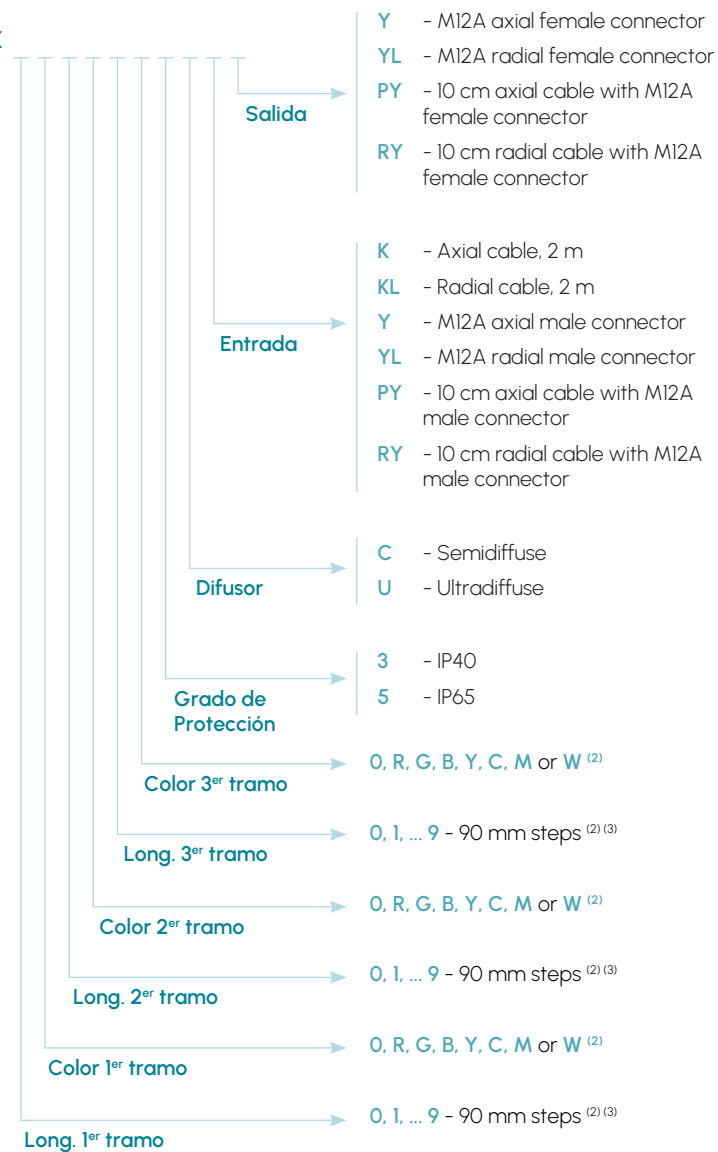 Y - M12A axial female connector
YL - M12A radial female connector
Salida
PY - 10 cm axial cable with M12A
female connector
RY - 10 cm radial cable with M12A
female connector
K - Axial cable, 2 m
KL - Radial cable, 2 m
Entrada
Y - M12A axial male connector
YL - M12A radial male connector
PY - 10 cm axial cable with M12A
male connector
RY - 10 cm radial cable with M12A
male connector
Difusor
C - Semidiffuse
U - Ultradiffuse
Grado de
Protección
3 - IP40
5 - IP65
Color 3er tramo
0, R, G, B, Y, C, M or W (2)
Long. 3er tramo
0, 1, ... 9 - 90 mm steps (2) (3)
Color 2er tramo
0, R, G, B, Y, C, M or W (2)
Long. 2er tramo
0, 1, ... 9 - 90 mm steps (2) (3)
Color 1er tramo
0, R, G, B, Y, C, M or W (2)
Long. 1er tramo
0, 1, ... 9 - 90 mm steps (2) (3)